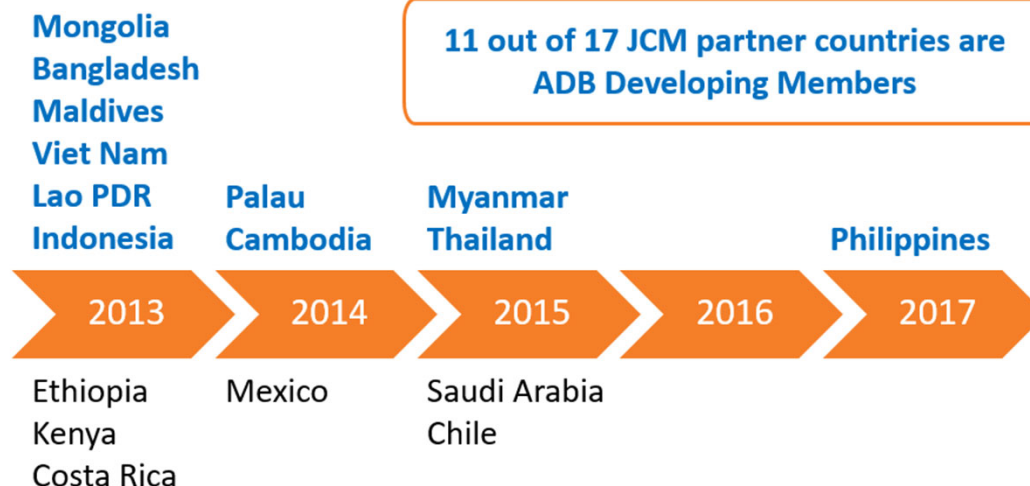 Mongolia
Bangladesh
Maldives
Viet Nam
Lao PDR
Indonesia
11 out of 17 JCM partner countries are
ADB Developing Members
Palau
Cambodia
Myanmar
Thailand
Philippines
2013
2014
2015
2016
2017
Ethiopia
Kenya
Costa Rica
Mexico
Saudi Arabia
Chile